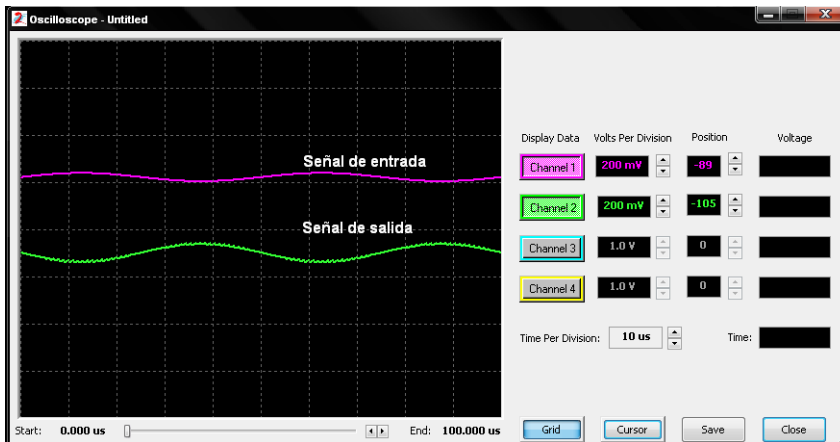 Oscilloscope - Untitled
Display Data Volts Per Division Position Voltage
Señal de entrada
Channel 1 200 mV -89
Señal de salida
Channel 2 200 mV -105
Channel 3 1.0 V 0
Channel 4 1.0 V 0
Time Per Division: 10 us Time:
Start: 0.000 us End: 100.000 us
Grid Cursor Save Close